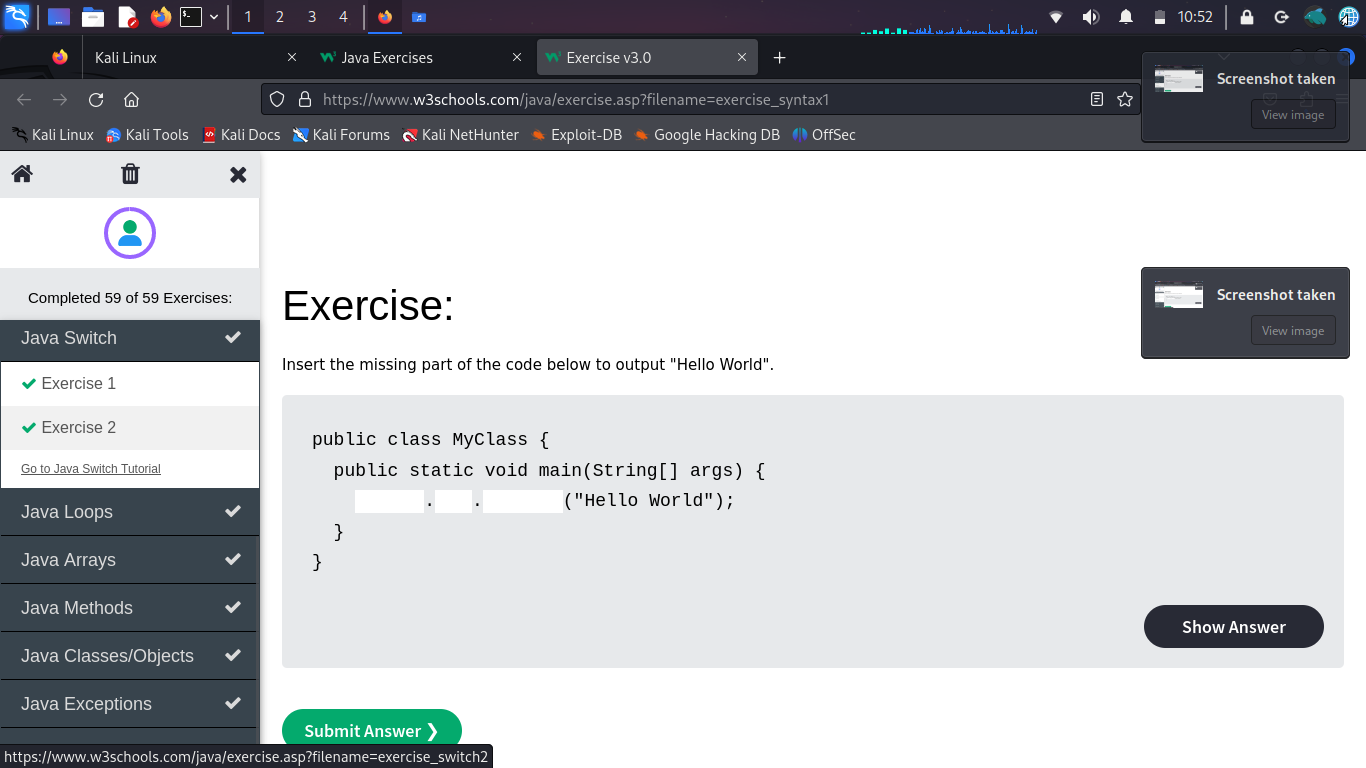 1 2 3 4 10:52
Kali Linux Java Exercises Exercise v3.0
https://www.w3schools.com/java/exercise.asp?filename=exercise_syntax1
Kali Linux Kali Tools Kali Docs Kali Forums Kali NetHunter Exploit-DB Google Hacking DB OffSec
Screenshot taken
View image
Completed 59 of 59 Exercises:
Java Switch
Exercise 1
Exercise 2
Go to Java Switch Tutorial
Java Loops
Java Arrays
Java Methods
Java Classes/Objects
Java Exceptions
Exercise:
Screenshot taken
View image
Insert the missing part of the code below to output "Hello World".
public class MyClass {
public static void main(String[] args) {
. . ("Hello World");
}
}
Show Answer
Submit Answer ❯
https://www.w3schools.com/java/exercise.asp?filename=exercise_switch2